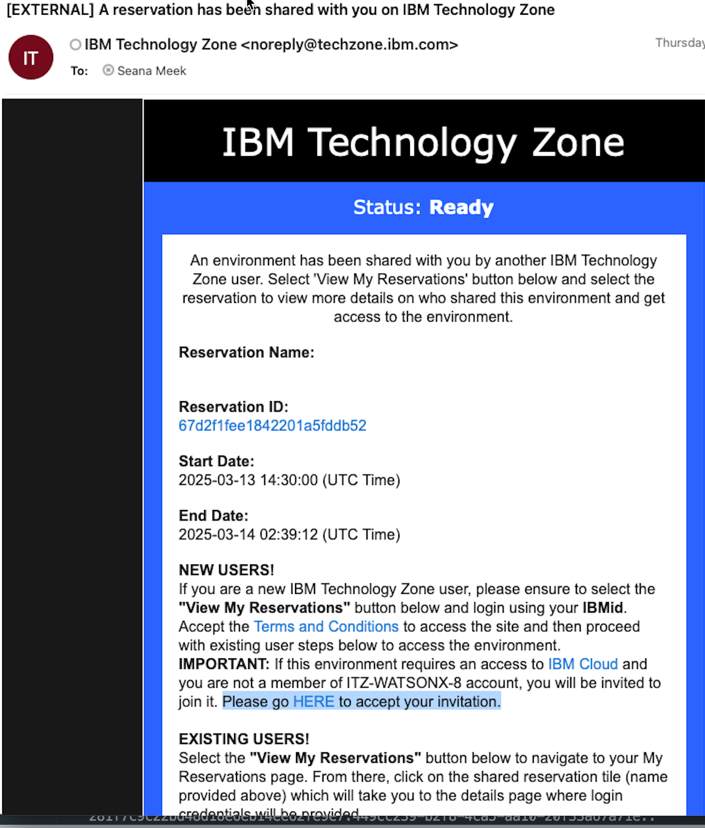 [EXTERNAL] A reservation has been shared with you on IBM Technology Zone
IT
IBM Technology Zone <noreply@techzone.ibm.com>
Thursday
To: Seana Meek
IBM Technology Zone
Status: Ready
An environment has been shared with you by another IBM Technology
Zone user. Select 'View My Reservations' button below and select the
reservation to view more details on who shared this environment and get
access to the environment.
Reservation Name:
Reservation ID:
67d2f1fee1842201a5fddb52
Start Date:
2025-03-13 14:30:00 (UTC Time)
End Date:
2025-03-14 02:39:12 (UTC Time)
NEW USERS!
If you are a new IBM Technology Zone user, please ensure to select the
"View My Reservations" button below and login using your IBMid.
Accept the Terms and Conditions to access the site and then proceed
with existing user steps below to access the environment.
IMPORTANT: If this environment requires an access to IBM Cloud and
you are not a member of ITZ-WATSONX-8 account, you will be invited to
join it. Please go HERE to accept your invitation.
EXISTING USERS!
Select the "View My Reservations" button below to navigate to your My
Reservations page. From there, click on the shared reservation tile (name
provided above) which will take you to the details page where login
credentials will be provided